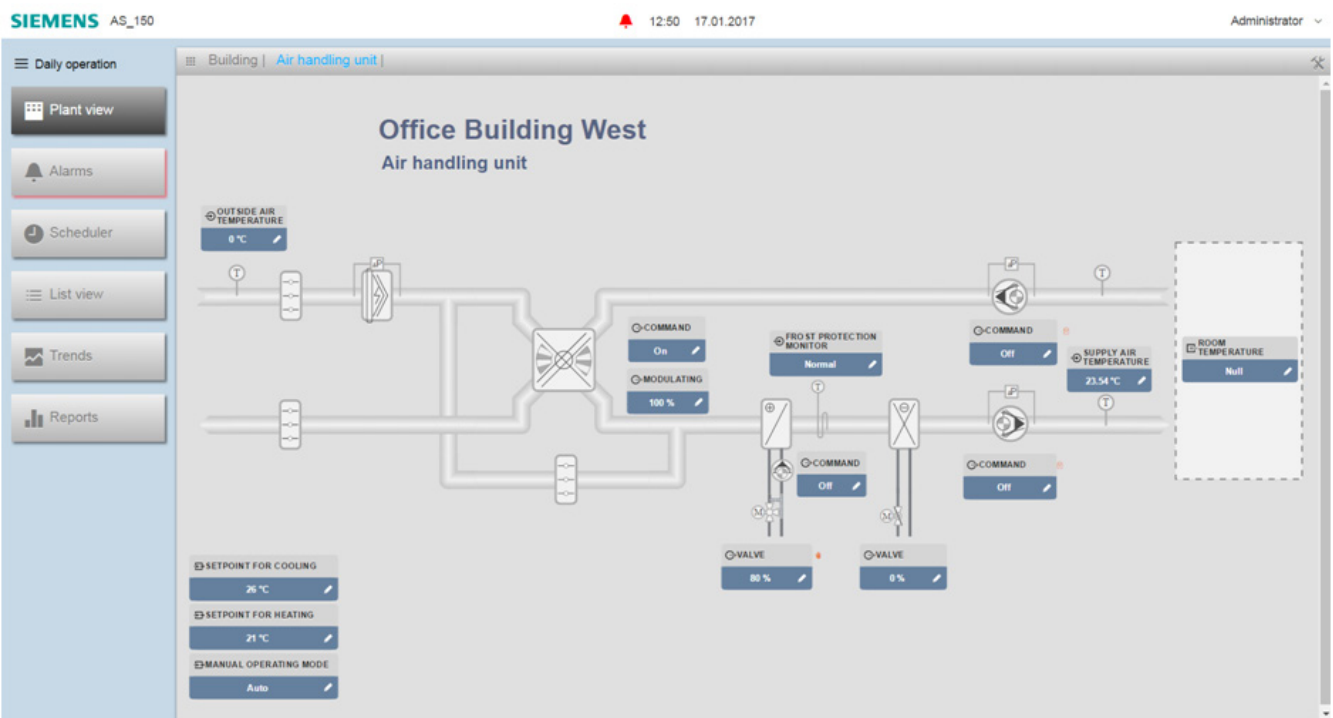 SIEMENS AS_150
12:50 17.01.2017
Administrator
Daily operation
Building | Air handling unit |
Plant view
Alarms
Scheduler
List view
Trends
Reports
Office Building West
Air handling unit
OUTSIDE AIR
TEMPERATURE
0 °C
T
T
COMMAND
On
MODULATING
100 %
FROST PROTECTION
MONITOR
Normal
T
COMMAND
Off
SUPPLY AIR
TEMPERATURE
23.54 °C
T
ROOM
TEMPERATURE
Null
COMMAND
Off
COMMAND
Off
M
M
VALVE
80 %
VALVE
0 %
SETPOINT FOR COOLING
26 °C
SETPOINT FOR HEATING
21 °C
MANUAL OPERATING MODE
Auto